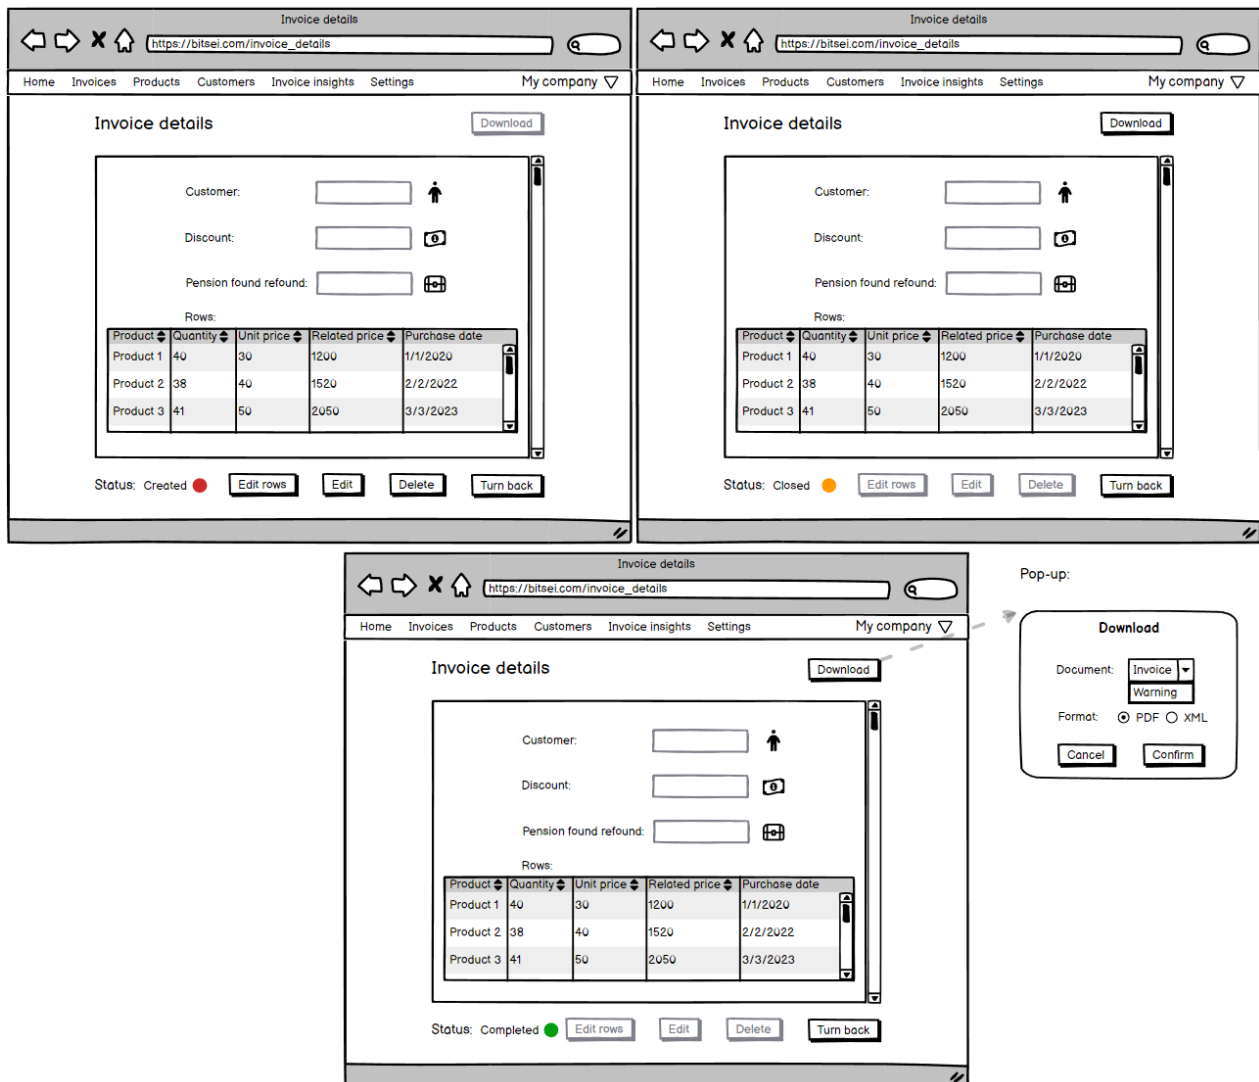 Invoice details
https://bitsei.com/invoice_details
Home Invoices Products Customers Invoice insights Settings My company
Invoice details Download
Customer:
Discount:
Pension found refound:
Rows:
Product Quantity Unit price Related price Purchase date
Product 1 40 30 1200 1/1/2020
Product 2 38 40 1520 2/2/2022
Product 3 41 50 2050 3/3/2023
Status: Created Edit rows Edit Delete Turn back
Invoice details
https://bitsei.com/invoice_details
Home Invoices Products Customers Invoice insights Settings My company
Invoice details Download
Customer:
Discount:
Pension found refound:
Rows:
Product Quantity Unit price Related price Purchase date
Product 1 40 30 1200 1/1/2020
Product 2 38 40 1520 2/2/2022
Product 3 41 50 2050 3/3/2023
Status: Closed Edit rows Edit Delete Turn back
Invoice details
https://bitsei.com/invoice_details
Home Invoices Products Customers Invoice insights Settings My company
Invoice details Download
Customer:
Discount:
Pension found refound:
Rows:
Product Quantity Unit price Related price Purchase date
Product 1 40 30 1200 1/1/2020
Product 2 38 40 1520 2/2/2022
Product 3 41 50 2050 3/3/2023
Status: Completed Edit rows Edit Delete Turn back
Pop-up:
Download
Document: Invoice
Warning
Format: PDF XML
Cancel Confirm